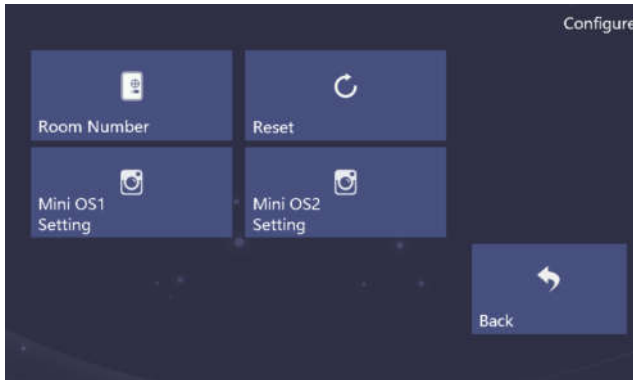 Configure
Room Number
Reset
Mini OS1
Setting
Mini OS2
Setting
Back